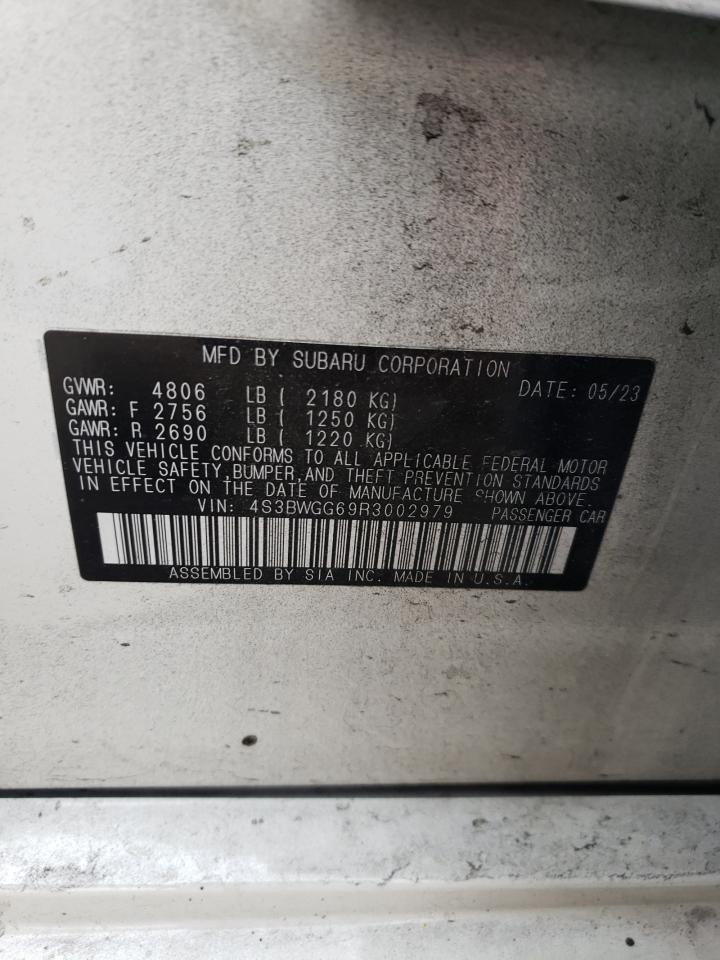 MFD BY SUBARU CORPORATION DATE: 05/23
GVWR: 4806 LB ( 2180 KG)
GAWR: F 2756 LB ( 1250 KG)
GAWR: R 2690 LB ( 1220 KG)
THIS VEHICLE CONFORMS TO ALL APPLICABLE FEDERAL MOTOR
VEHICLE SAFETY, BUMPER, AND THEFT PREVENTION STANDARDS
IN EFFECT ON THE DATE OF MANUFACTURE SHOWN ABOVE.
VIN: 4S3BWGG69R3002979 PASSENGER CAR
ASSEMBLED BY SIA INC. MADE IN U.S.A.